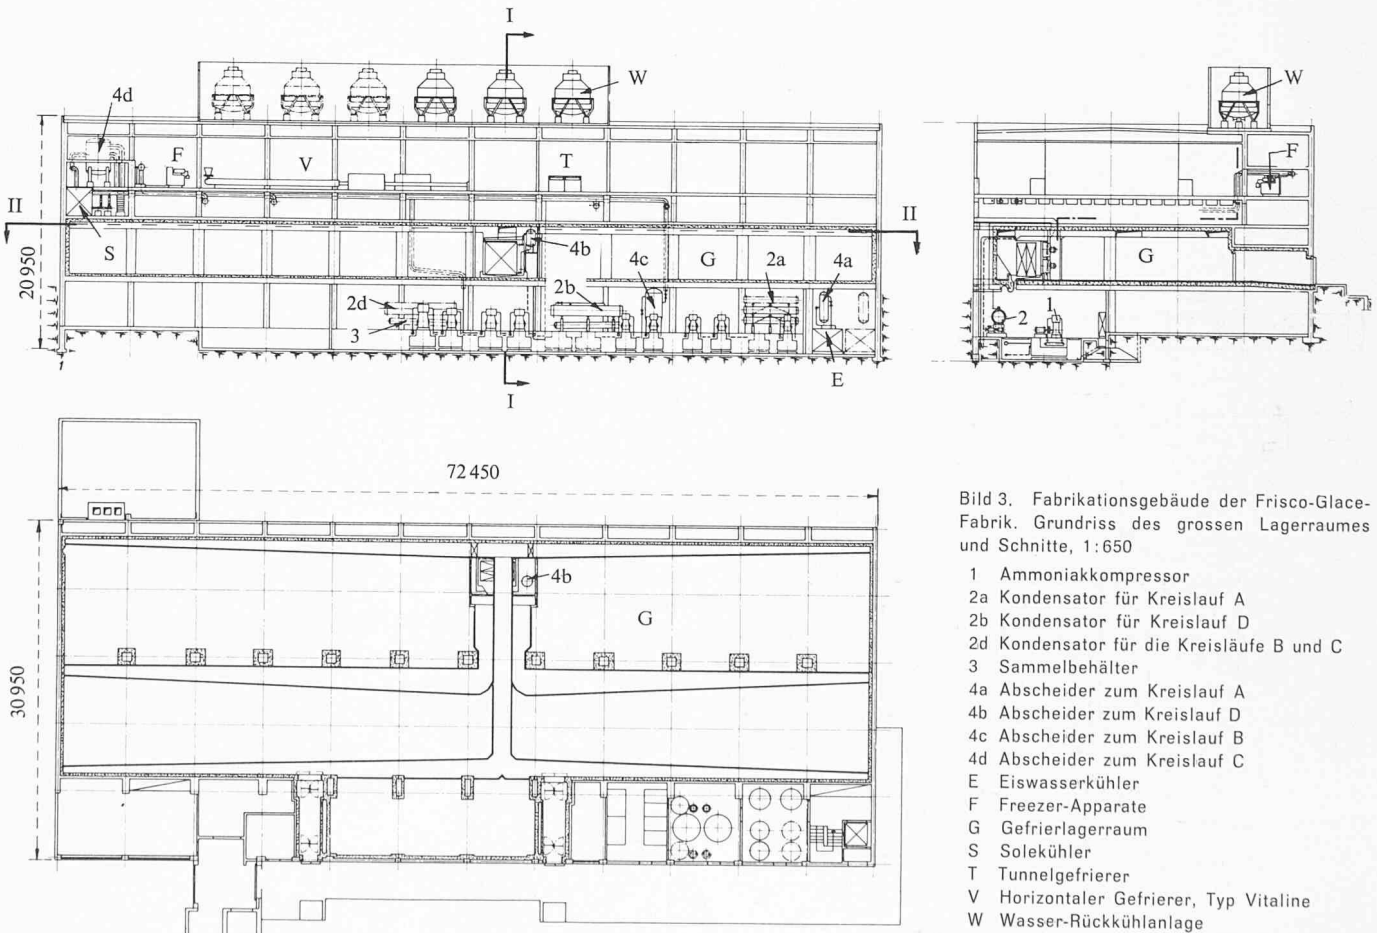 I
W
W
4d
F
V
T
F
II
II
S
4b
4c
G
2a
4a
G
20 950
2d
2b
3
1
2
E
I
72 450
4b
G
30 950
Bild 3. Fabrikationsgebäude der Frisco-Glace-
Fabrik. Grundriss des grossen Lagerraumes
und Schnitte, 1:650
1 Ammoniakkompressor
2a Kondensator für Kreislauf A
2b Kondensator für Kreislauf D
2d Kondensator für die Kreisläufe B und C
3 Sammelbehälter
4a Abscheider zum Kreislauf A
4b Abscheider zum Kreislauf D
4c Abscheider zum Kreislauf B
4d Abscheider zum Kreislauf C
E Eiswasserkühler
F Freezer-Apparate
G Gefrierlagerraum
S Solekühler
T Tunnelgefrierer
V Horizontaler Gefrierer, Typ Vitaline
W Wasser-Rückkühlanlage